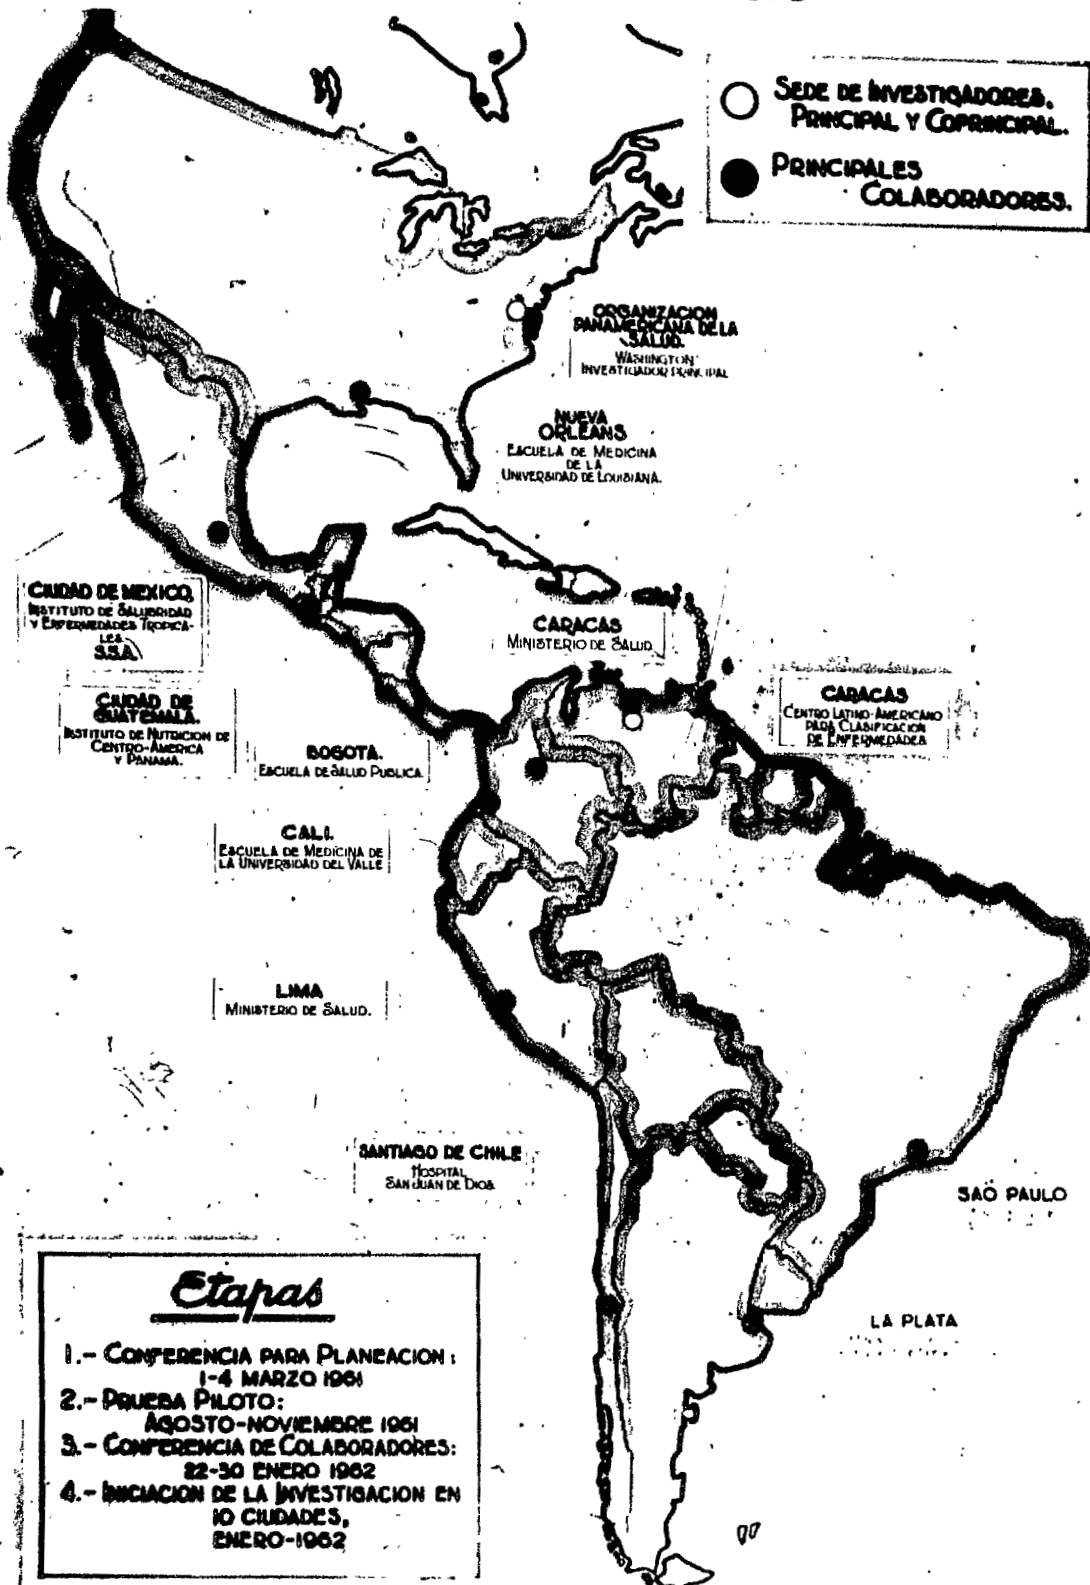 SEDE DE INVESTIGADORES.
PRINCIPAL Y COPRINCIPAL.
PRINCIPALES
COLABORADORES.
ORGANIZACION
PANAMERICANA DE LA
SALUD.
WASHINGTON
INVESTIGADOR PRINCIPAL
NUEVA
ORLEANS
ESCUELA DE MEDICINA
DE LA
UNIVERSIDAD DE LOUISIANA.
CIUDAD DE MEXICO.
INSTITUTO DE SALUBRIDAD
Y ENFERMEDADES TROPICA-
LES
S.S.A.
CARACAS
MINISTERIO DE SALUD
CIUDAD DE
GUATEMALA.
INSTITUTO DE NUTRICION DE
CENTRO-AMERICA
Y PANAMA.
CARACAS
CENTRO LATINO-AMERICANO
PARA CLASIFICACION
DE ENFERMEDADES
BOGOTA.
ESCUELA DE SALUD PUBLICA.
CALI.
ESCUELA DE MEDICINA DE
LA UNIVERSIDAD DEL VALLE
LIMA
MINISTERIO DE SALUD.
SANTIAGO DE CHILE
HOSPITAL
SAN JUAN DE DIOS.
SAO PAULO
LA PLATA
Etapas
1.- CONFERENCIA PARA PLANEACION:
1-4 MARZO 1961
2.- PRUEBA PILOTO:
AGOSTO-NOVIEMBRE 1961
3.- CONFERENCIA DE COLABORADORES:
22-30 ENERO 1962
4.- INICIACION DE LA INVESTIGACION EN
10 CIUDADES,
ENERO-1962